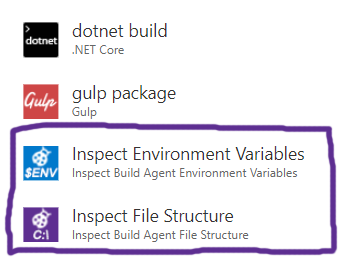 dotnet
dotnet build
.NET Core
Gulp
gulp package
Gulp
$ENV
Inspect Environment Variables
Inspect Build Agent Environment Variables
C:\
Inspect File Structure
Inspect Build Agent File Structure